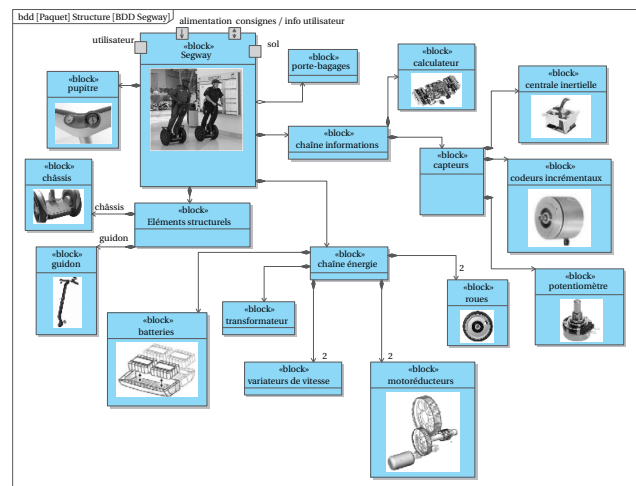 bdd [Paquet] Structure [BDD Segway]
alimentation consignes / info utilisateur
utilisateur
sol
«block»
Segway
«block»
pupitre
«block»
porte-bagages
«block»
calculateur
«block»
centrale inertielle
«block»
chaîne informations
«block»
capteurs
«block»
codeurs incrémentaux
«block»
châssis
châssis
«block»
Eléments structurels
guidon
«block»
guidon
«block»
chaîne énergie
2
«block»
roues
«block»
potentiomètre
«block»
batteries
«block»
transformateur
2
«block»
variateurs de vitesse
2
«block»
motoréducteurs